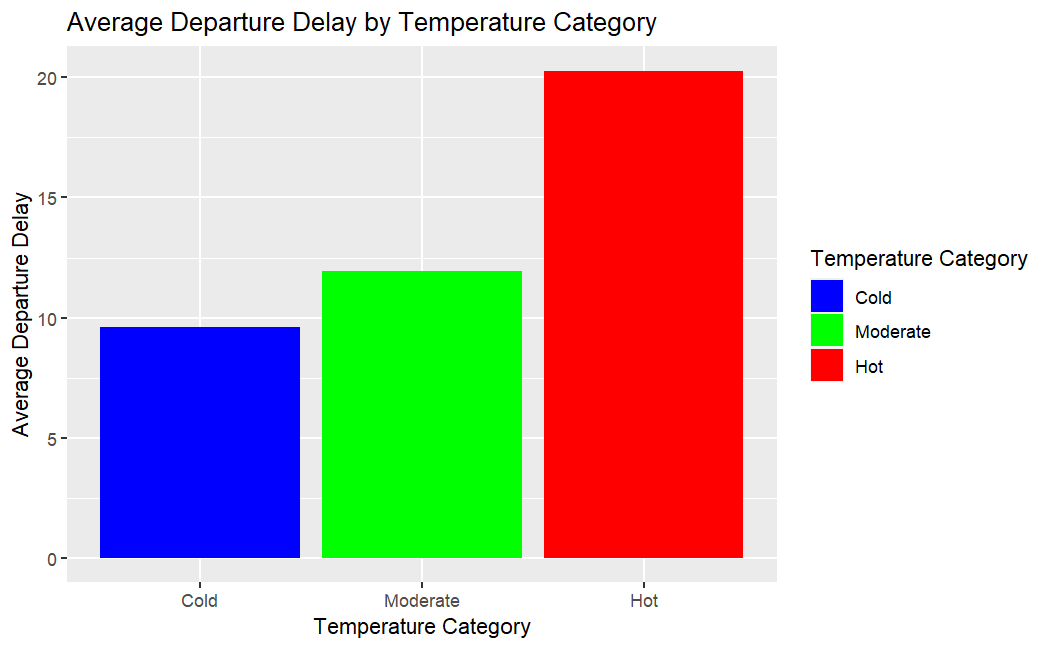 Average Departure Delay by Temperature Category
Average Departure Delay
20
15
10
5
0
Cold
Moderate
Hot
Temperature Category
Temperature Category
Cold
Moderate
Hot